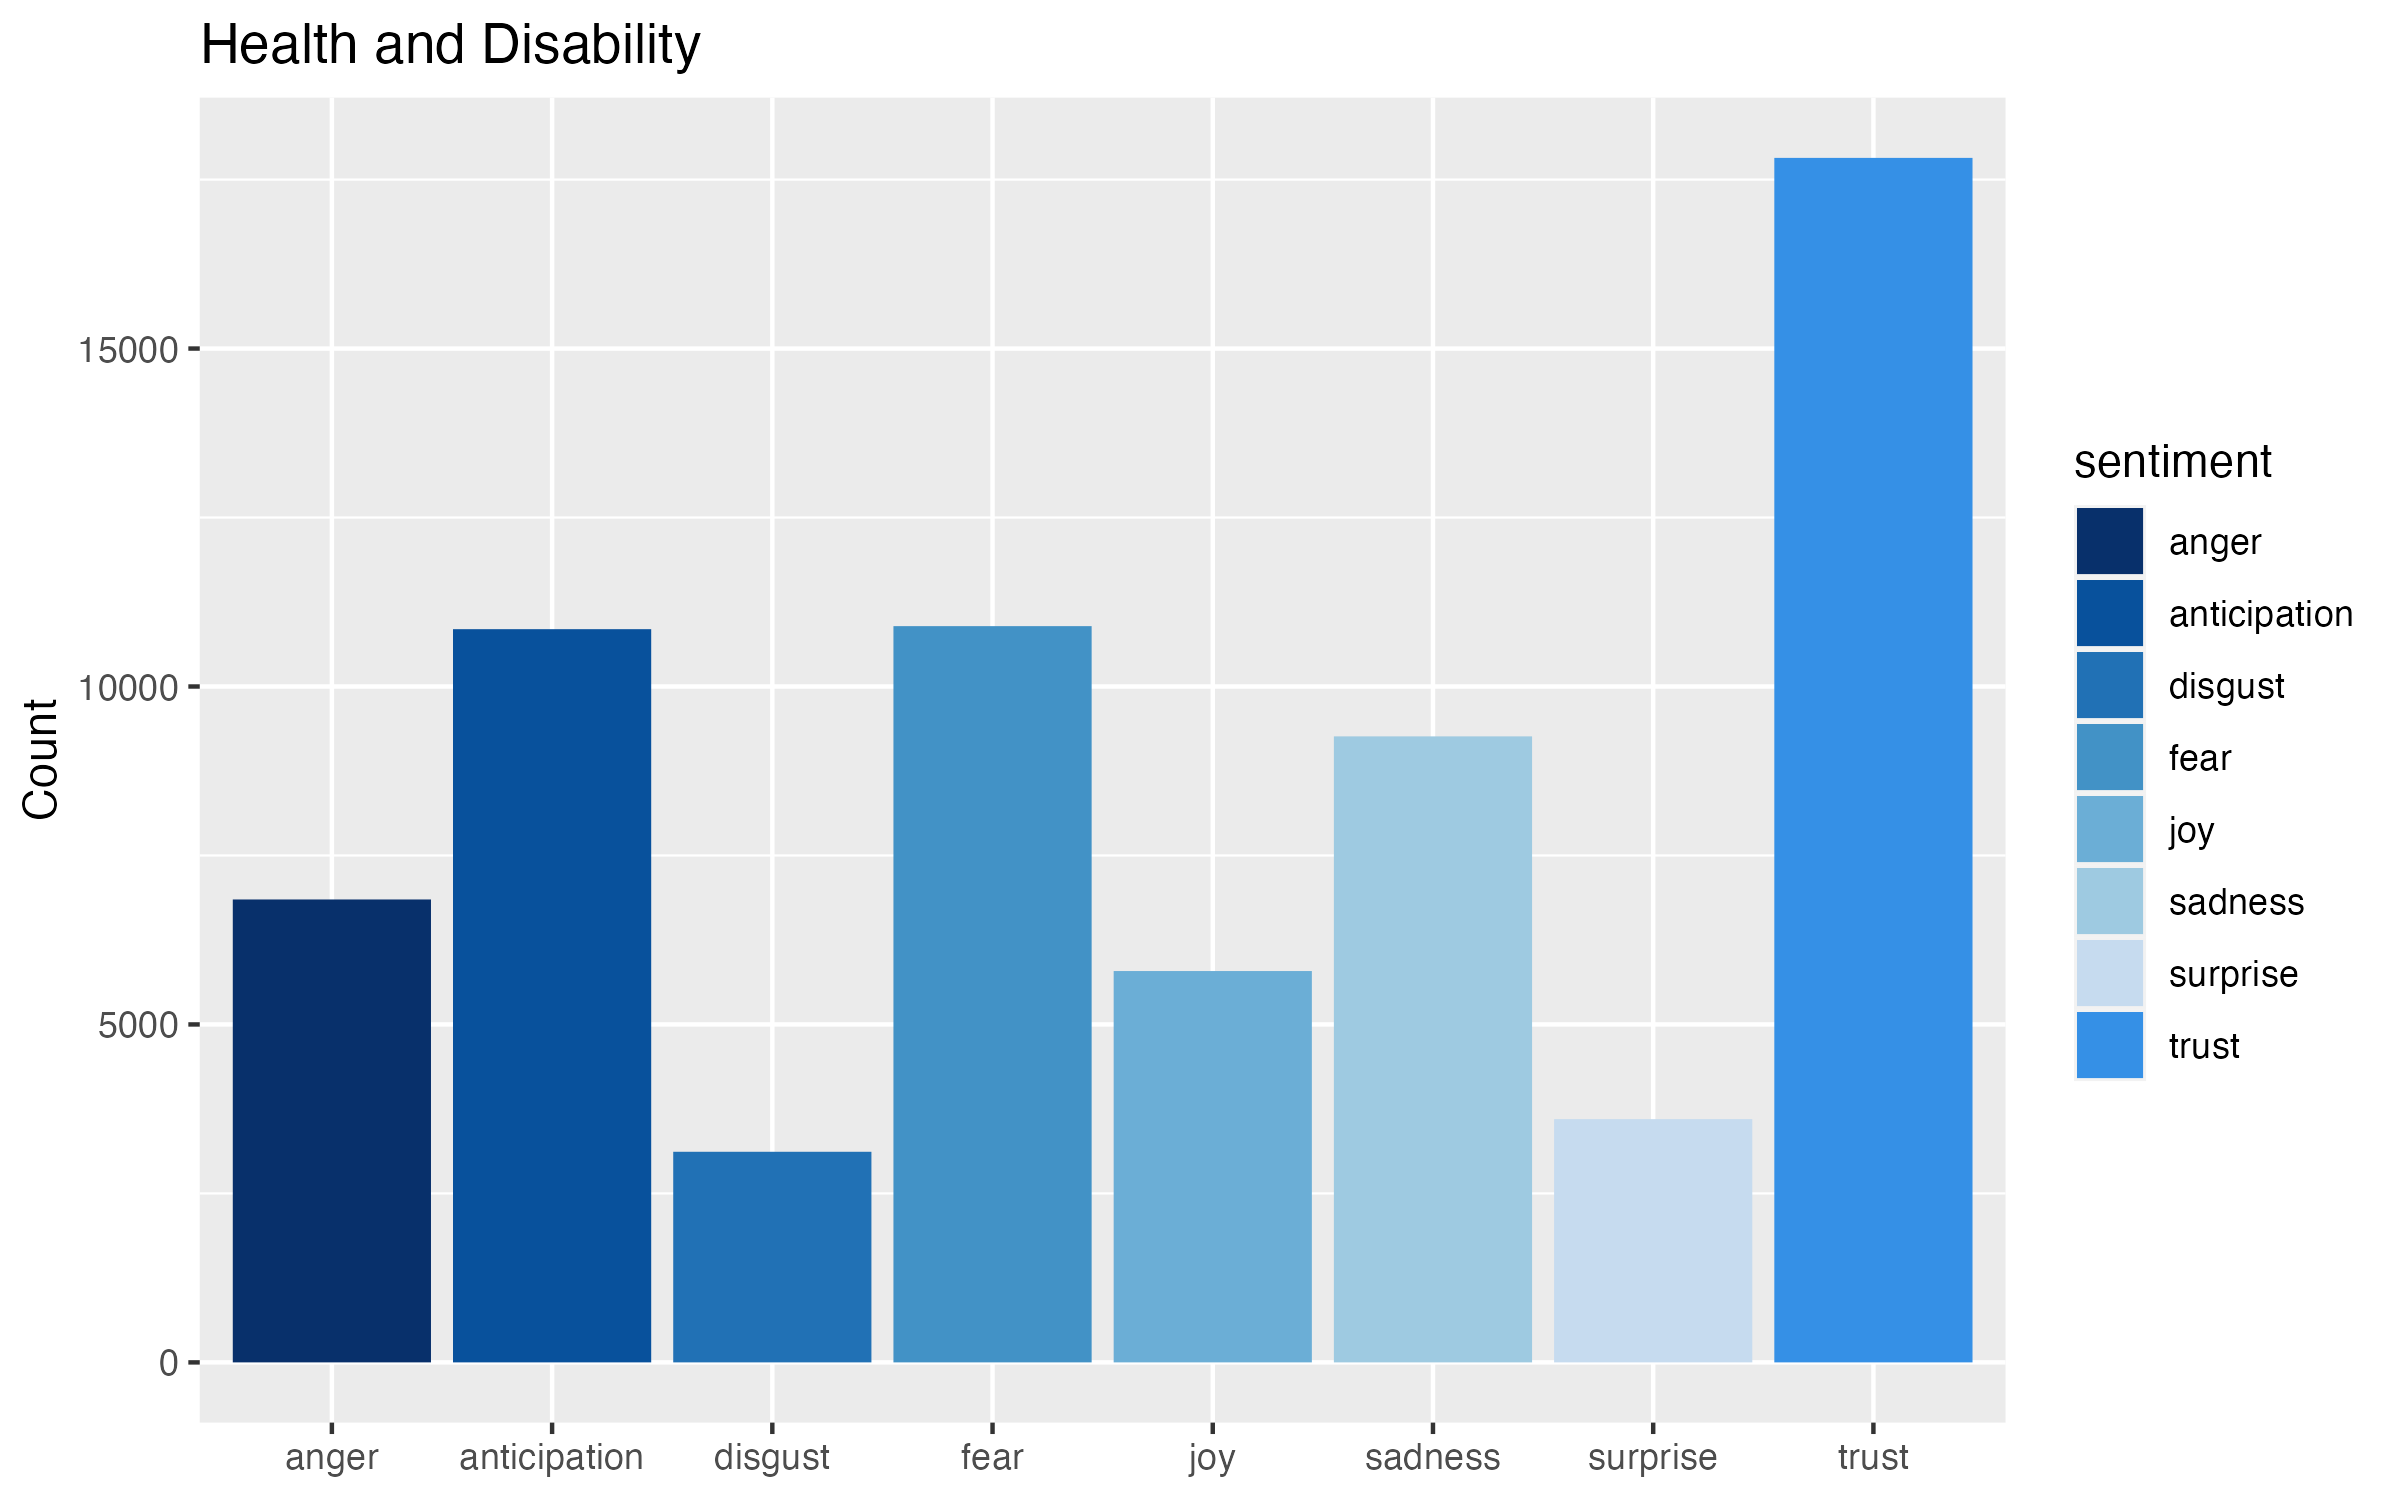 Health and Disability
Count
15000
10000
5000
0
anger anticipation disgust fear joy sadness surprise trust
sentiment
anger
anticipation
disgust
fear
joy
sadness
surprise
trust